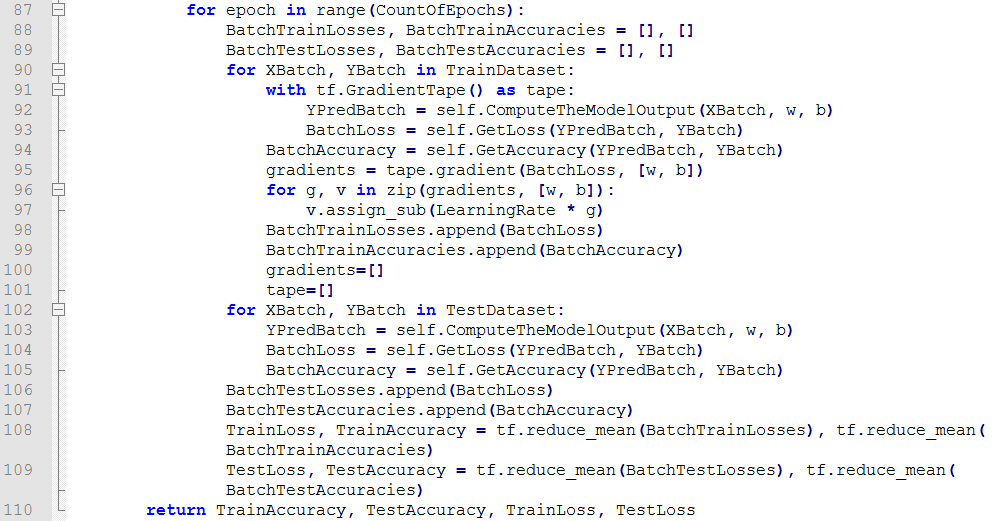 87 for epoch in range(CountOfEpochs):
88 BatchTrainLosses, BatchTrainAccuracies = [], []
89 BatchTestLosses, BatchTestAccuracies = [], []
90 for XBatch, YBatch in TrainDataset:
91 with tf.GradientTape() as tape:
92 YPredBatch = self.ComputeTheModelOutput(XBatch, w, b)
93 BatchLoss = self.GetLoss(YPredBatch, YBatch)
94 BatchAccuracy = self.GetAccuracy(YPredBatch, YBatch)
95 gradients = tape.gradient(BatchLoss, [w, b])
96 for g, v in zip(gradients, [w, b]):
97 v.assign_sub(LearningRate * g)
98 BatchTrainLosses.append(BatchLoss)
99 BatchTrainAccuracies.append(BatchAccuracy)
100 gradients=[]
101 tape=[]
102 for XBatch, YBatch in TestDataset:
103 YPredBatch = self.ComputeTheModelOutput(XBatch, w, b)
104 BatchLoss = self.GetLoss(YPredBatch, YBatch)
105 BatchAccuracy = self.GetAccuracy(YPredBatch, YBatch)
106 BatchTestLosses.append(BatchLoss)
107 BatchTestAccuracies.append(BatchAccuracy)
108 TrainLoss, TrainAccuracy = tf.reduce_mean(BatchTrainLosses), tf.reduce_mean(
BatchTrainAccuracies)
109 TestLoss, TestAccuracy = tf.reduce_mean(BatchTestLosses), tf.reduce_mean(
BatchTestAccuracies)
110 return TrainAccuracy, TestAccuracy, TrainLoss, TestLoss